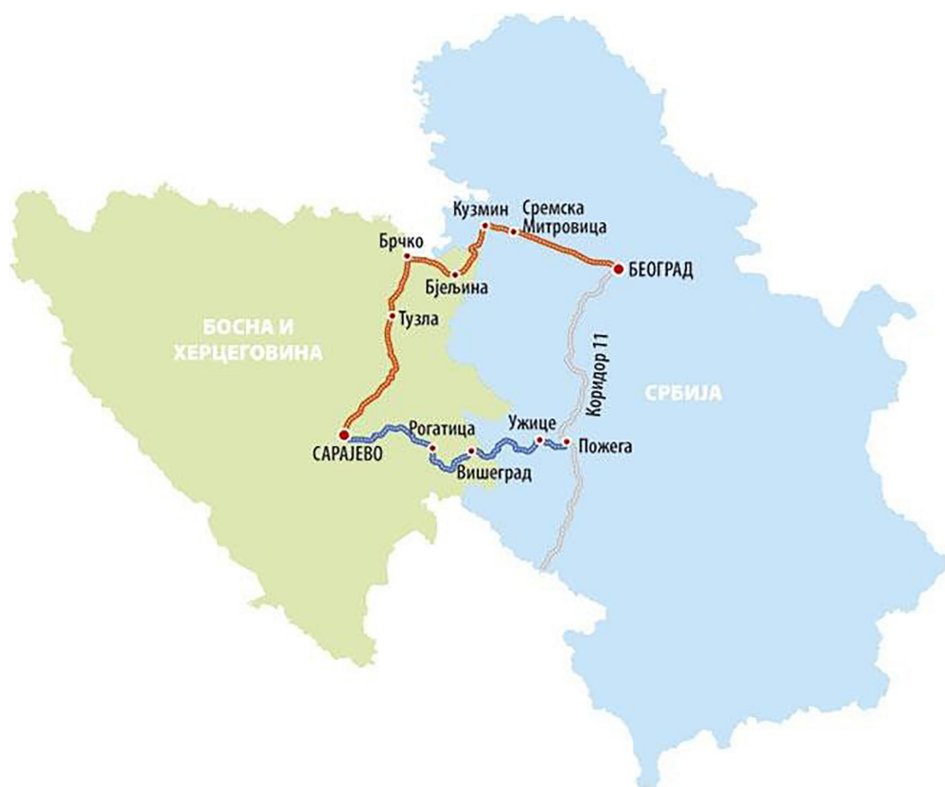 Кузмин
Сремска
Митровица
Брчко
БЕОГРАД
Бјељина
Тузла
БОСНА И
ХЕРЦЕГОВИНА
Коридор 11
СРБИЈА
Рогатица
Ужице
САРАЈЕВО
Вишеград
Пожега